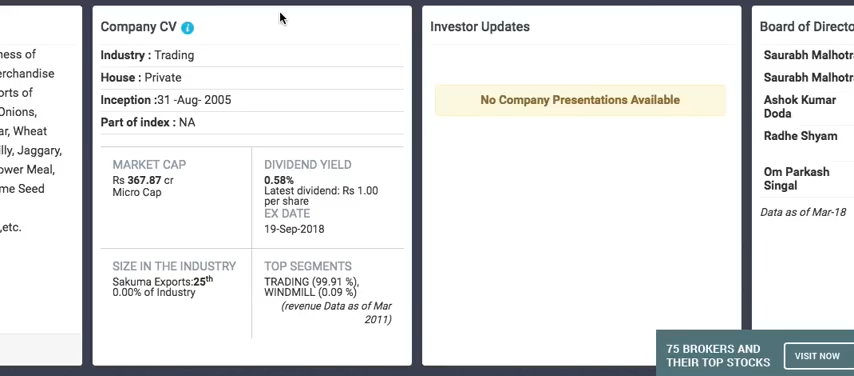 ness of
erchandise
orts of
Onions,
ar, Wheat
illy, Jaggary,
ower Meal,
me Seed
,etc.
Company CV i
Industry : Trading
House : Private
Inception :31 -Aug- 2005
Part of index : NA
MARKET CAP
Rs 367.87 cr
Micro Cap
DIVIDEND YIELD
0.58%
Latest dividend: Rs 1.00
per share
EX DATE
19-Sep-2018
SIZE IN THE INDUSTRY
Sakuma Exports:25th
0.00% of Industry
TOP SEGMENTS
TRADING (99.91 %),
WINDMILL (0.09 %)
(revenue Data as of Mar
2011)
Investor Updates
No Company Presentations Available
Board of Directo
Saurabh Malhotr
Saurabh Malhotr
Ashok Kumar
Doda
Radhe Shyam
Om Parkash
Singal
Data as of Mar-18
75 BROKERS AND
THEIR TOP STOCKS
VISIT NOW